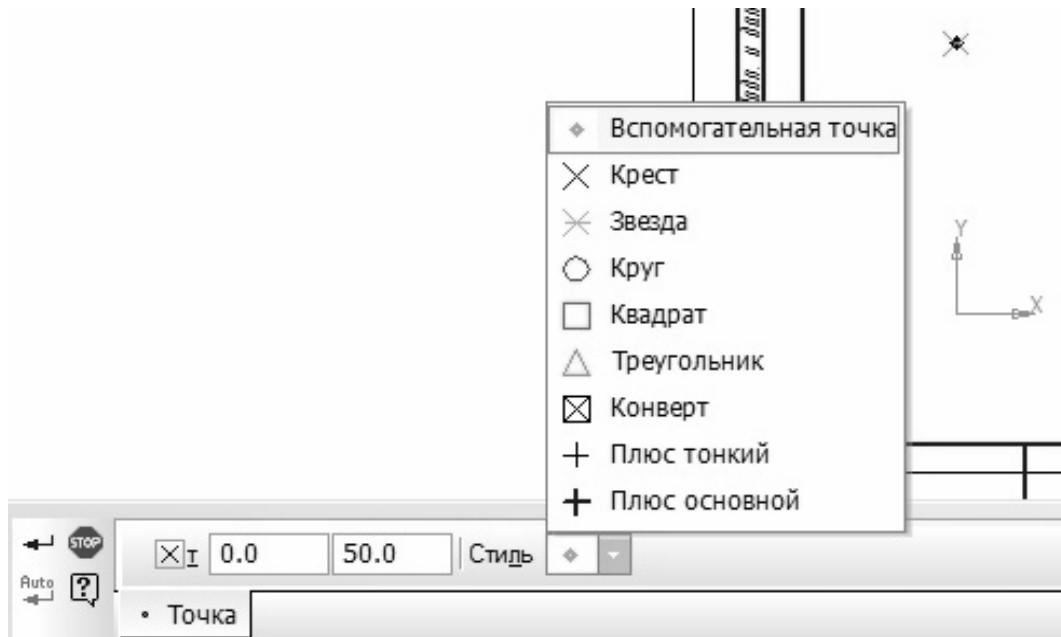 Вспомогательная точка
Крест
Звезда
Y
Круг
X
Квадрат
Треугольник
Конверт
Плюс тонкий
Плюс основной
STOP
т 0.0 50.0 Стиль
Auto
?
Точка